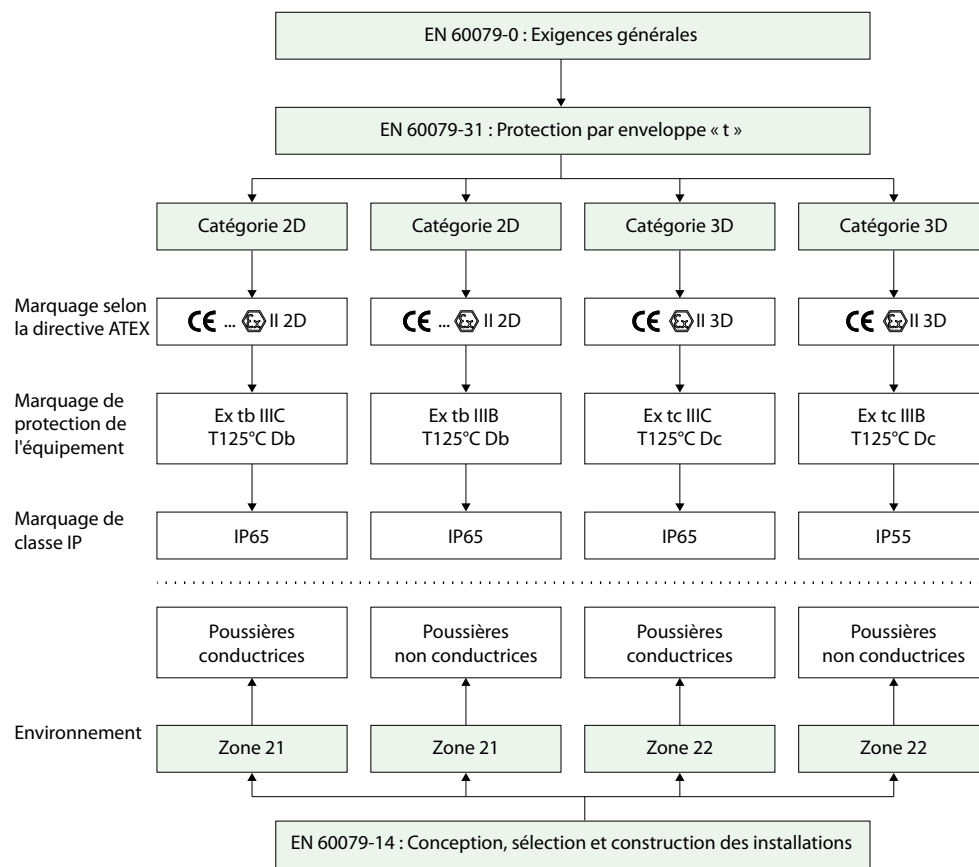 EN 60079-0 : Exigences générales
EN 60079-31 : Protection par enveloppe « t »
Catégorie 2D
Catégorie 2D
Catégorie 3D
Catégorie 3D
Marquage selon
la directive ATEX
CE ... Ex II 2D
CE ... Ex II 2D
CE Ex II 3D
CE Ex II 3D
Marquage de
protection de
l'équipement
Ex tb IIIC
T125°C Db
Ex tb IIIB
T125°C Db
Ex tc IIIC
T125°C Dc
Ex tc IIIB
T125°C Dc
Marquage de
classe IP
IP65
IP65
IP65
IP55
Poussières
conductrices
Poussières
non conductrices
Poussières
conductrices
Poussières
non conductrices
Environnement
Zone 21
Zone 21
Zone 22
Zone 22
EN 60079-14 : Conception, sélection et construction des installations